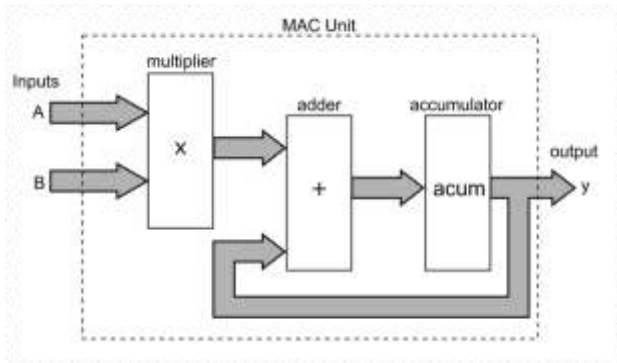 MAC Unit
multiplier
Inputs
A
B
x
adder
+
accumulator
acum
output
y